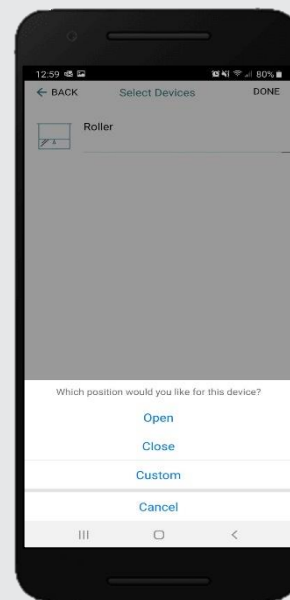 12:59
80%
← BACK Select Devices DONE
Roller
Which position would you like for this device?
Open
Close
Custom
Cancel